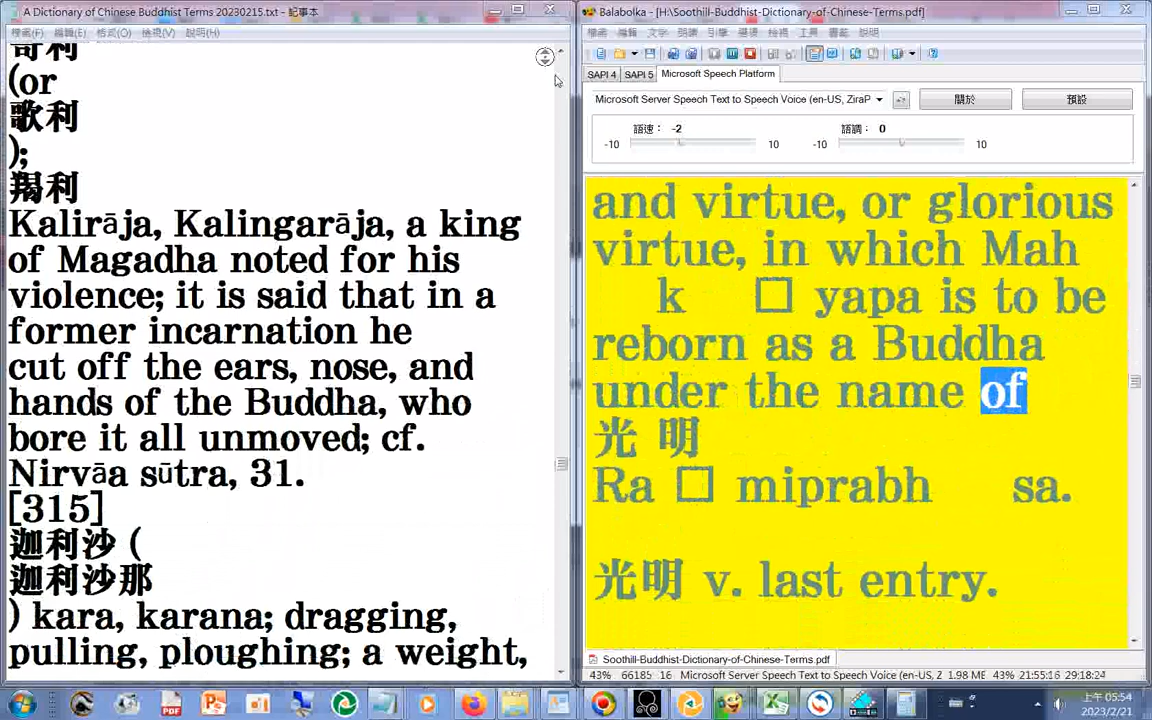 A Dictionary of Chinese Buddhist Terms 20230215.txt - 記事本
檔案(F) 編輯(E) 格式(O) 檢視(V) 說明(H)
哥利
(or
歌利
);
羯利
Kalirāja, Kalingarāja, a king
of Magadha noted for his
violence; it is said that in a
former incarnation he
cut off the ears, nose, and
hands of the Buddha, who
bore it all unmoved; cf.
Nirvāa sūtra, 31.
[315]
迦利沙 (
迦利沙那
) kara, karana; dragging,
pulling, ploughing; a weight,
Balabolka - [H:\Soothill-Buddhist-Dictionary-of-Chinese-Terms.pdf]
檔案 編輯 文字 朗讀 引擎 選項 檢視 工具 書籤 說明
SAPI 4 SAPI 5 Microsoft Speech Platform
Microsoft Server Speech Text to Speech Voice (en-US, ZiraP
關於
預設
語速： -2
語調： 0
-10 10 -10 10
and virtue, or glorious
virtue, in which Mah
k □ yapa is to be
reborn as a Buddha
under the name of
光 明
Ra □ miprabh sa.
光明 v. last entry.
Soothill-Buddhist-Dictionary-of-Chinese-Terms.pdf
43% 66185 16 Microsoft Server Speech Text to Speech Voice (en-US, Z 1.98 ME 43% 21:55:16 29:18:24
上午 05:54
2023/2/21